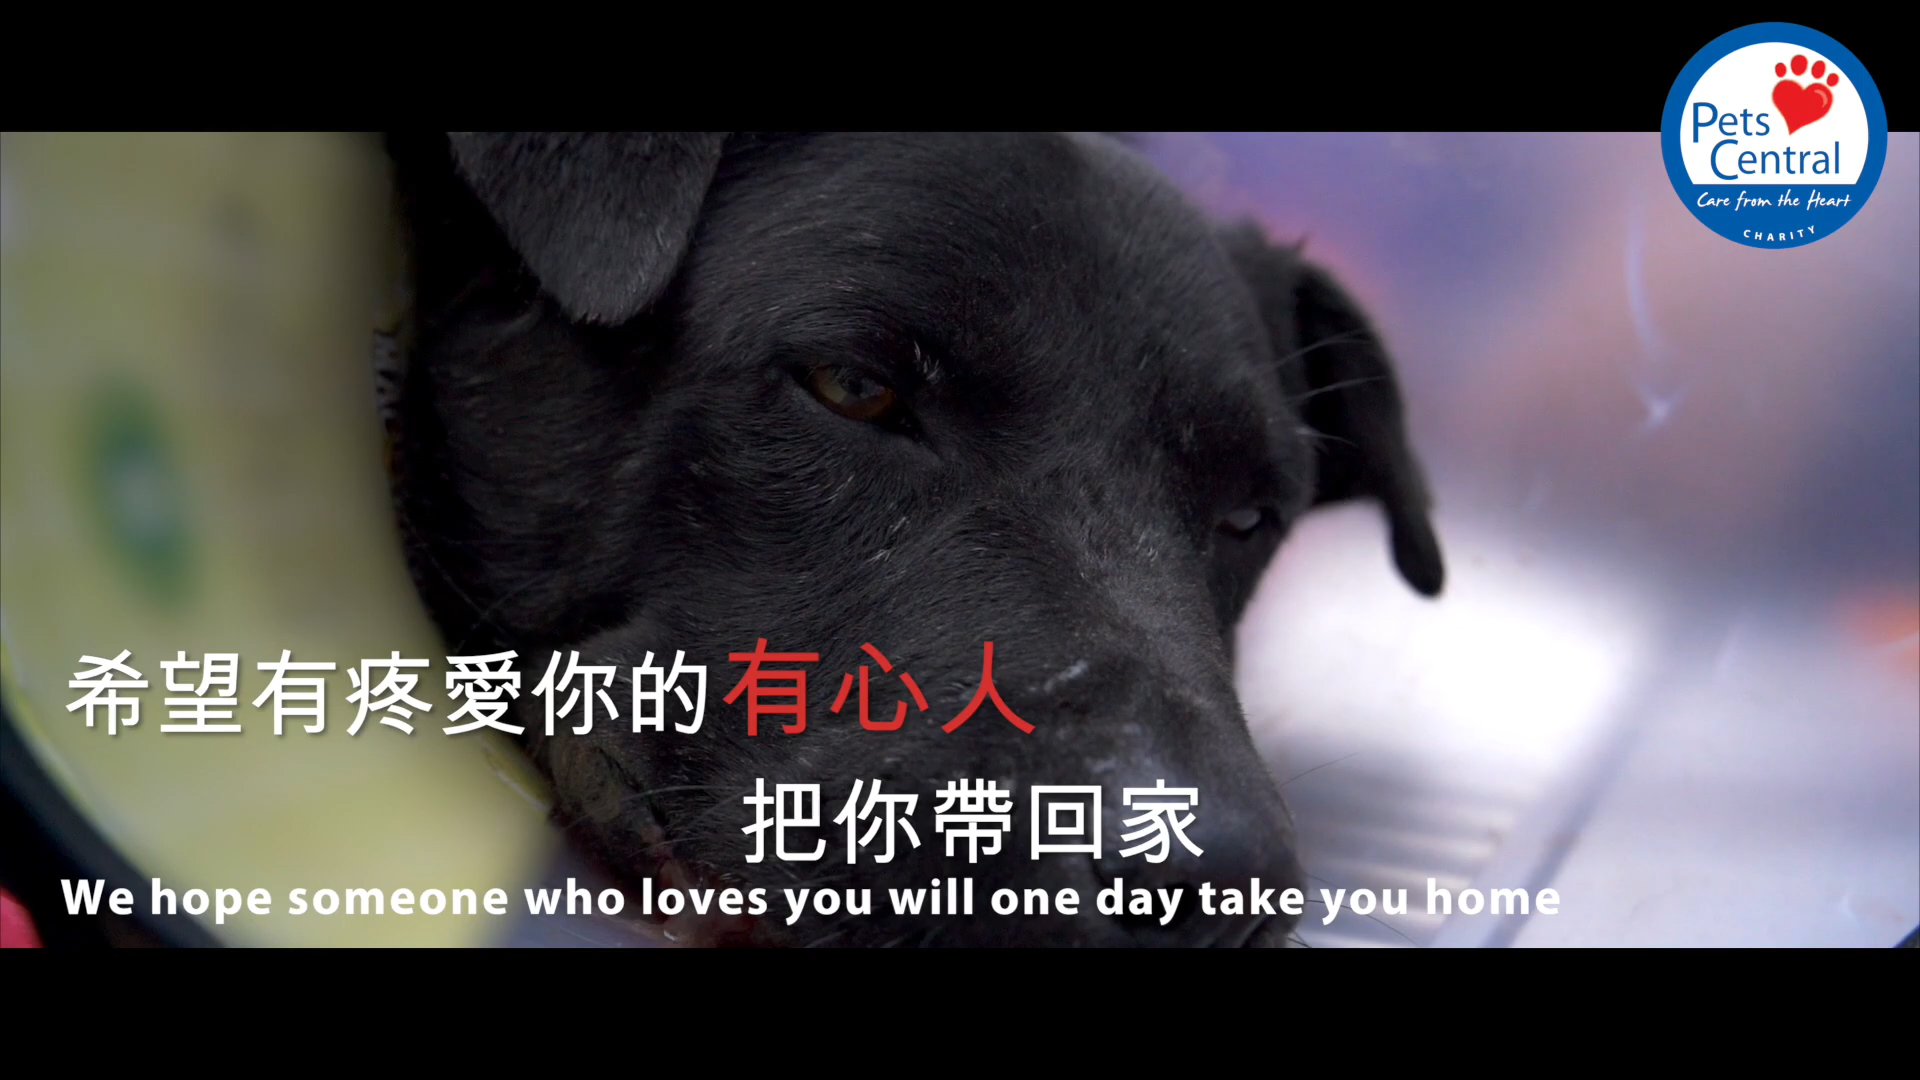 Pets
Central
Care from the Heart
CHARITY
希望有疼愛你的有心人
把你帶回家
We hope someone who loves you will one day take you home